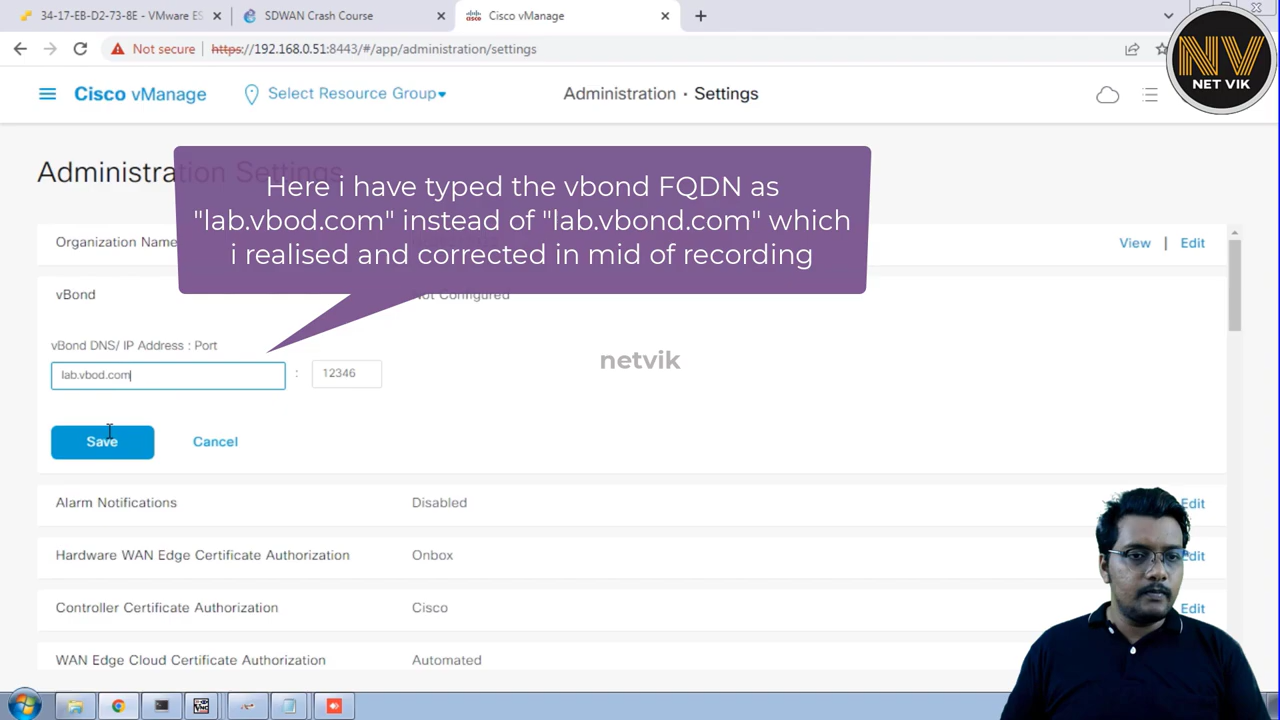 34-17-EB-D2-73-8E - VMware ES
SDWAN Crash Course
Cisco vManage
Not secure
https://192.168.0.51:8443/#/app/administration/settings
NV
NET VIK
Cisco vManage
Select Resource Group
Administration · Settings
Administration Settings
Here i have typed the vbond FQDN as
"lab.vbod.com" instead of "lab.vbond.com" which
i realised and corrected in mid of recording
Organization Name
View | Edit
vBond
Not Configured
vBond DNS/ IP Address : Port
lab.vbod.com : 12346
netvik
Save Cancel
Alarm Notifications Disabled Edit
Hardware WAN Edge Certificate Authorization Onbox Edit
Controller Certificate Authorization Cisco Edit
WAN Edge Cloud Certificate Authorization Automated